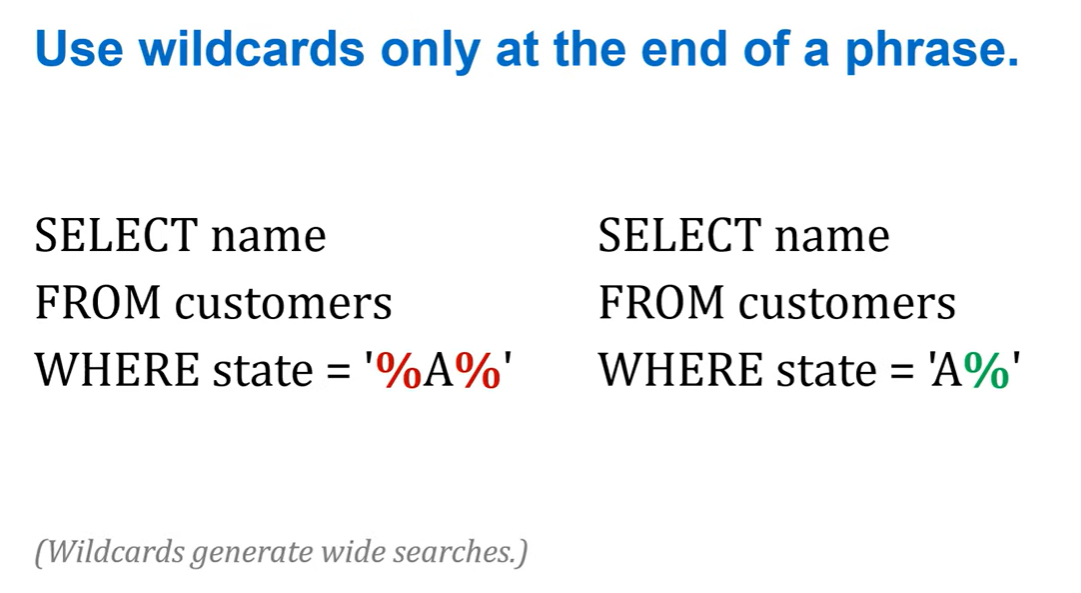 Use wildcards only at the end of a phrase.
SELECT name
FROM customers
WHERE state = '%A%'
SELECT name
FROM customers
WHERE state = 'A%'
(Wildcards generate wide searches.)